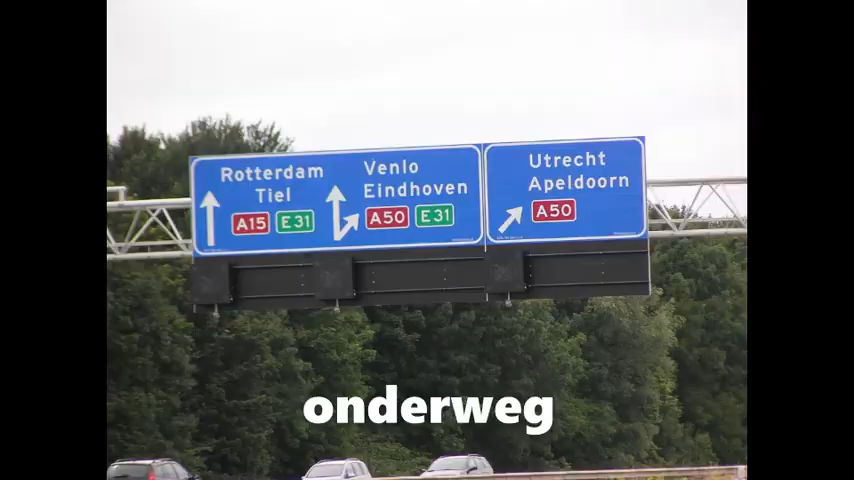 Rotterdam
Tiel
A15 E31
Venlo
Eindhoven
A50 E31
Utrecht
Apeldoorn
A50
onderweg